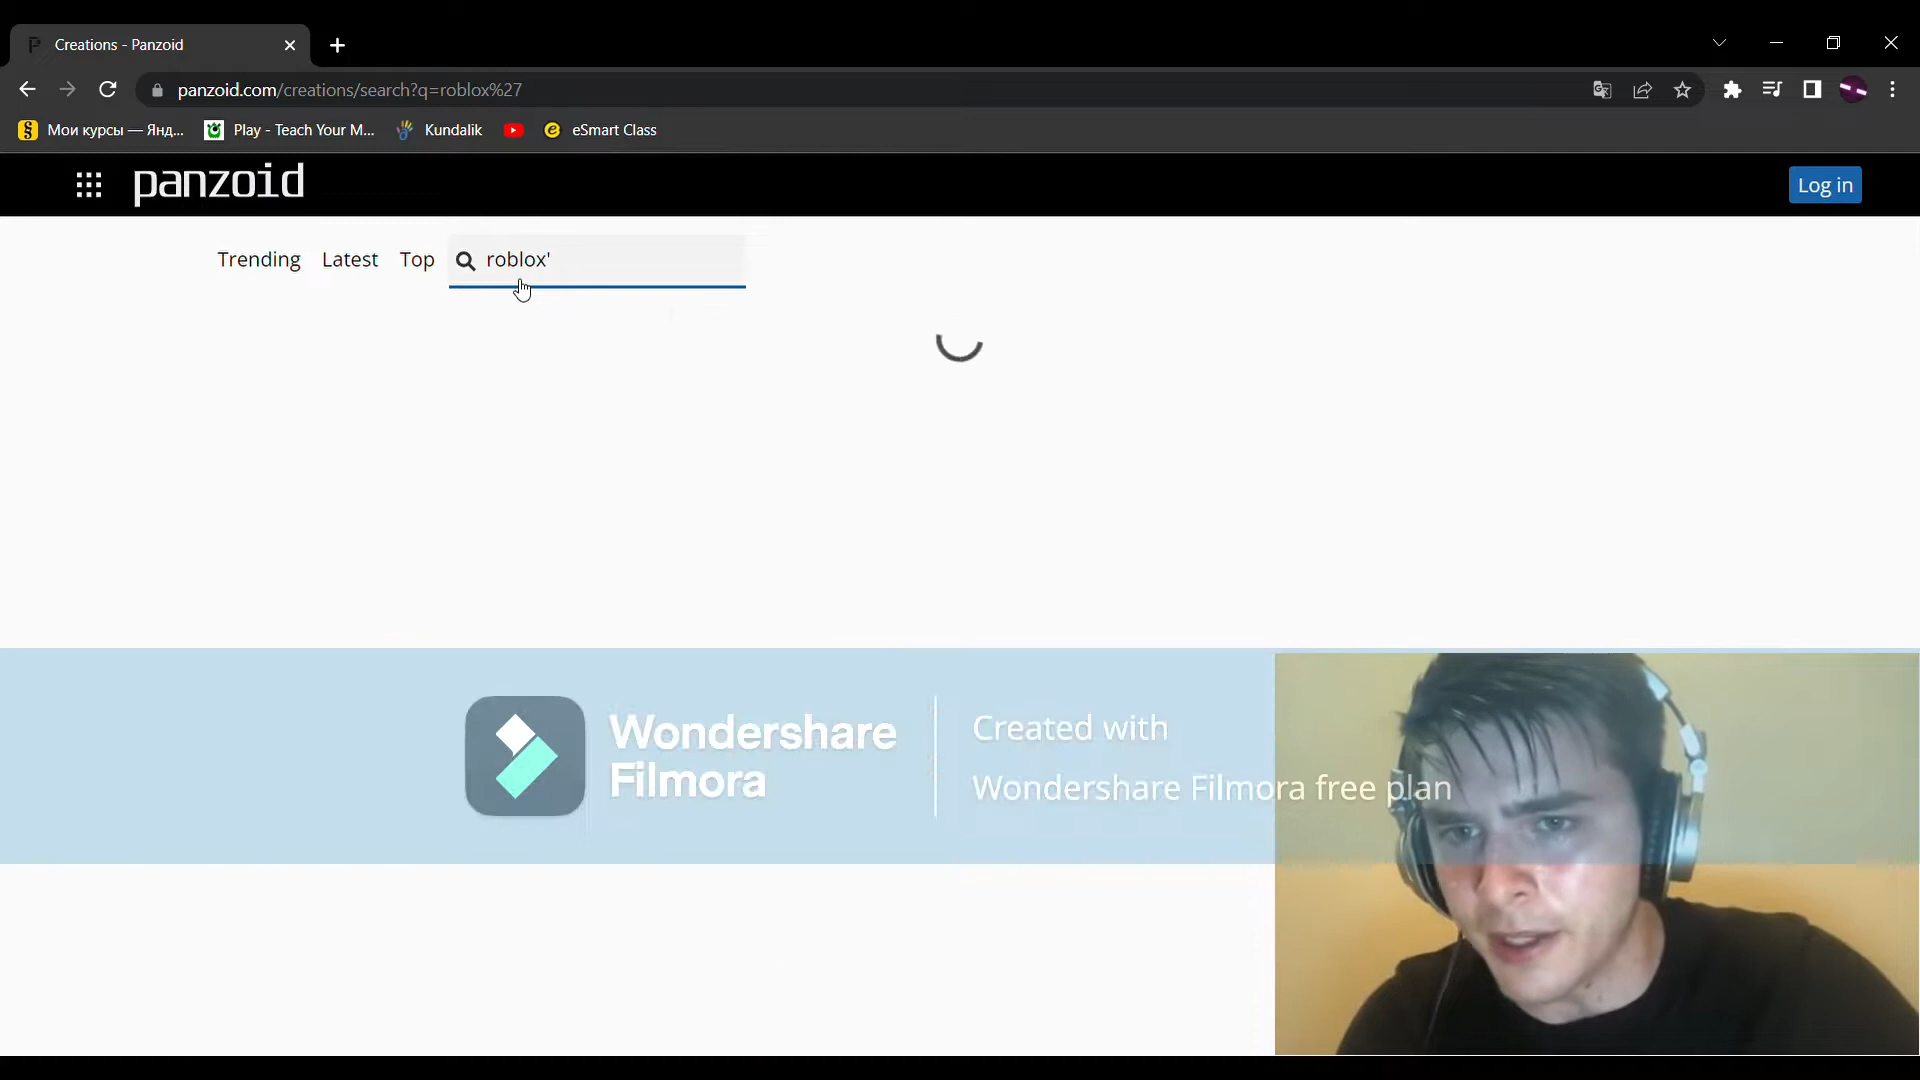 Creations - Panzoid
panzoid.com/creations/search?q=roblox%27
Мои курсы — Янд... Play - Teach Your M... Kundalik eSmart Class
panzoid
Log in
Trending Latest Top roblox'
Wondershare
Filmora
Created with
Wondershare Filmora free plan